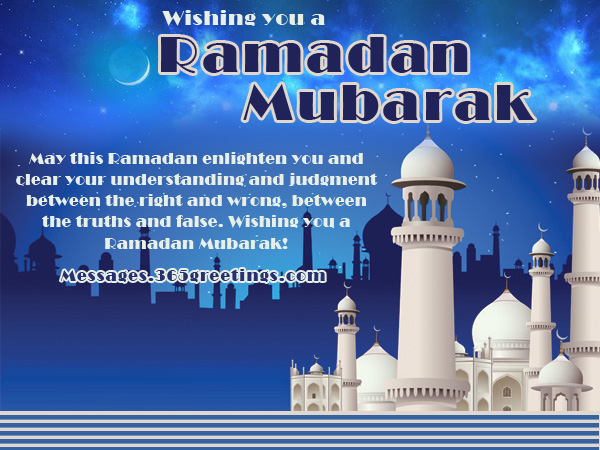 Wishing you a
Ramadan
Mubarak
May this Ramadan enlighten you and
clear your understanding and judgment
between the right and wrong, between
the truths and false. Wishing you a
Ramadan Mubarak!
Messages.365greetings.com